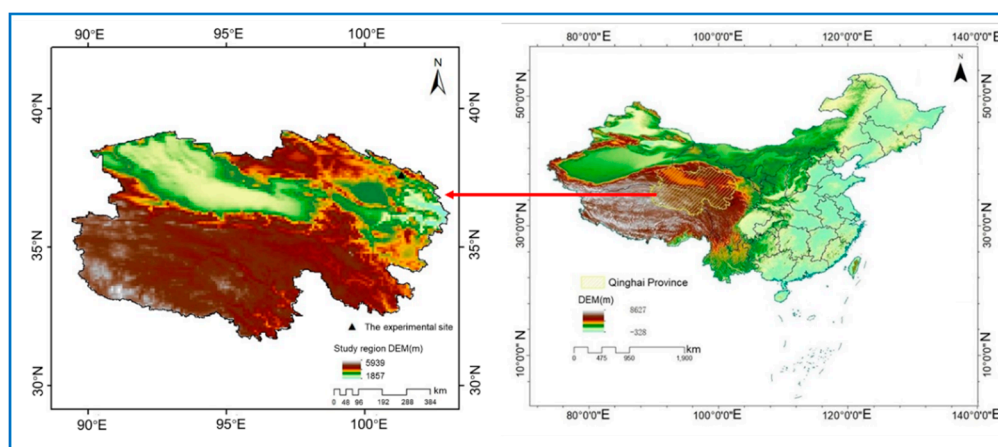 90°0'E 95°E 100°E
N
40°N 40°N
35°N 35°N
30°N 30°N
The experimental site
Study region DEM(m)
5939
1857
km
0 48 96 192 288 384
90°E 95°E 100°E
80°0'0"E 100°0'0"E 120°0'0"E 140°0'0"E
N
50°0'0"N 50°0'0"N
30°0'0"N 30°0'0"N
10°0'0"N 10°0'0"N
Qinghai Province
DEM(m)
8627
-328
km
0 475 950 1,900
80°0'0"E 100°0'0"E 120°0'0"E 140°0'0"E